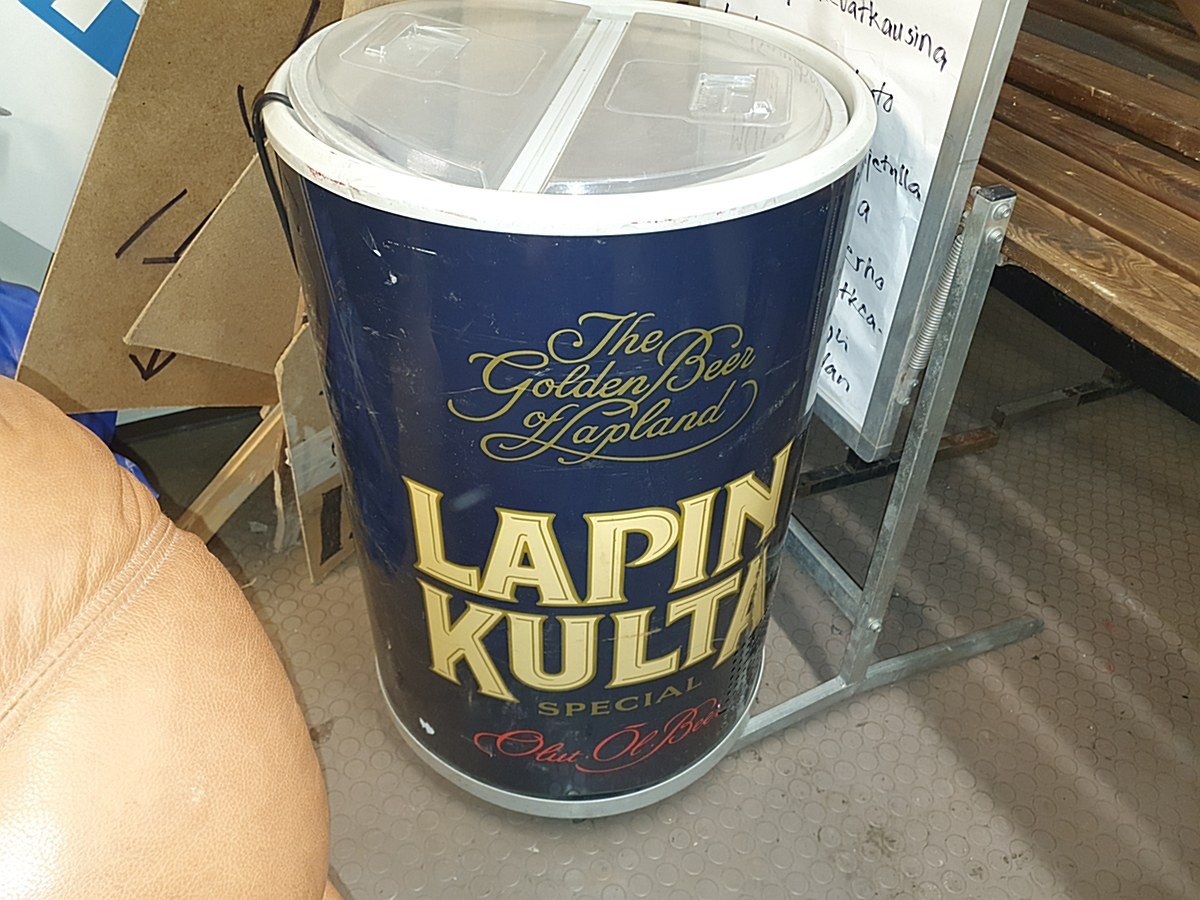 The
Golden Beer
of Lapland
LAPIN
KULTA
SPECIAL
Olut·Öl·Beer